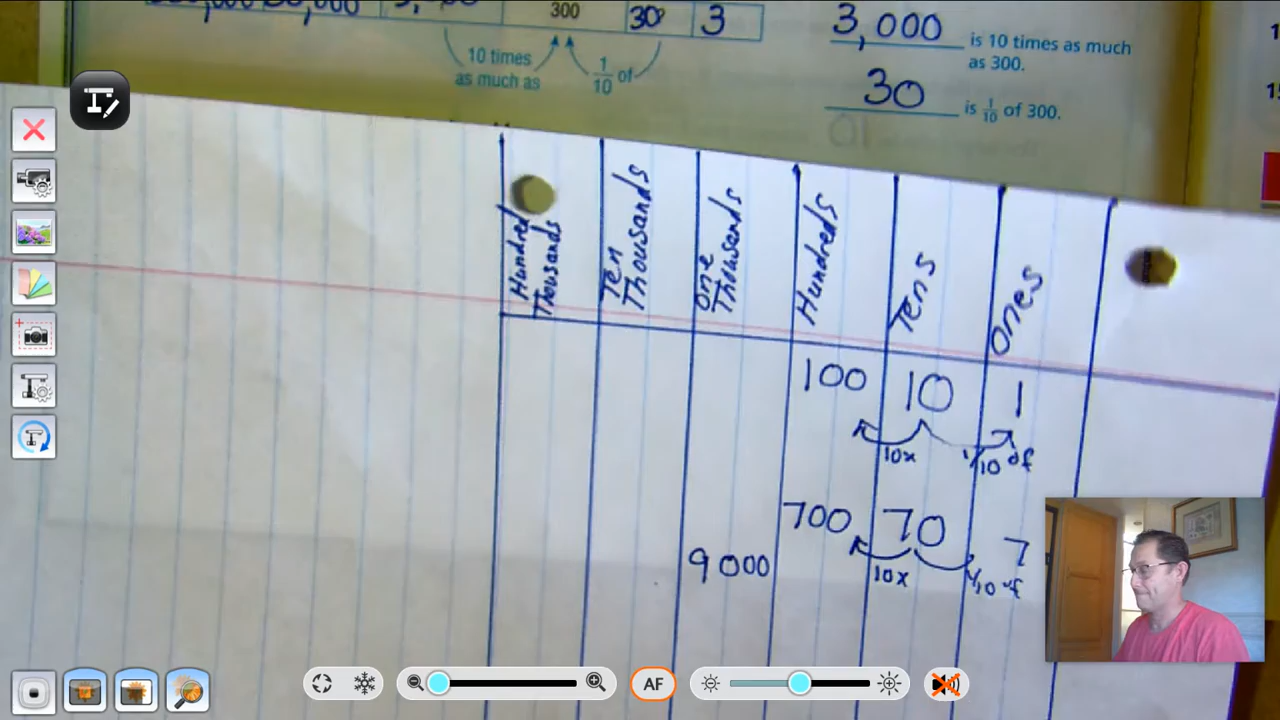 300
30
3
10 times
as much as
1/10 of
3,000 is 10 times as much
as 300.
30 is 1/10 of 300.
Hundred
Thousands
Ten
Thousands
One
Thousands
Hundreds
Tens
Ones
100 10 1
10x 1/10 of
700 70 7
10x 1/10 of
9000
AF